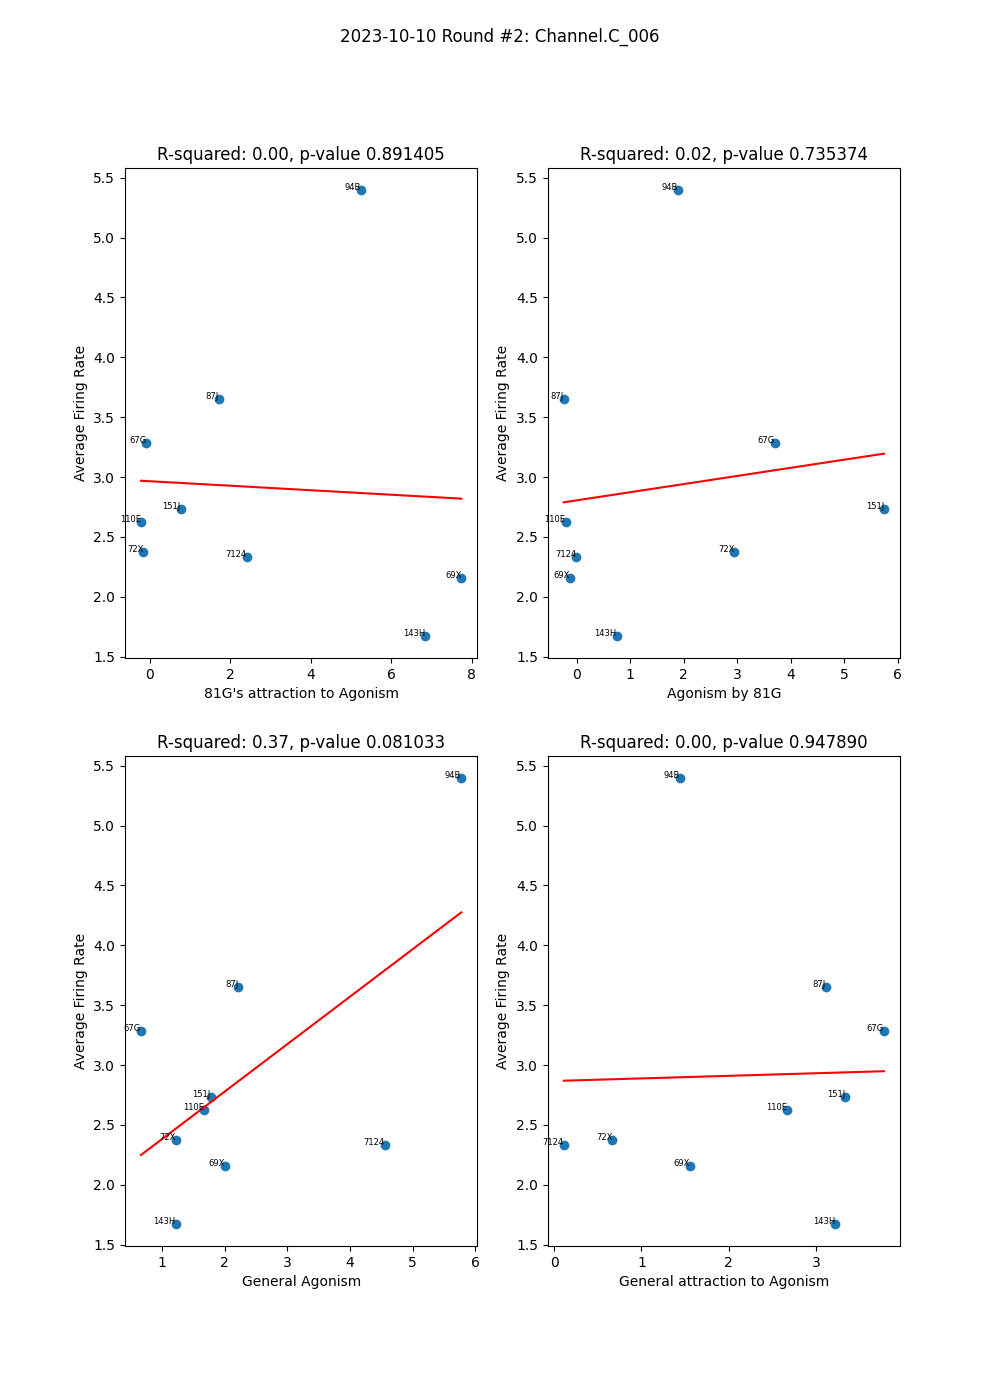 2023-10-10 Round #2: Channel.C_006
R-squared: 0.00, p-value 0.891405
5.5
5.0
4.5
4.0
3.5
3.0
2.5
2.0
1.5
Average Firing Rate
94B
87J
67G
151J
110E
72X
7124
69X
143H
0 2 4 6 8
81G's attraction to Agonism
R-squared: 0.02, p-value 0.735374
5.5
5.0
4.5
4.0
3.5
3.0
2.5
2.0
1.5
Average Firing Rate
94B
87J
67G
151J
110E
72X
7124
69X
143H
0 1 2 3 4 5 6
Agonism by 81G
R-squared: 0.37, p-value 0.081033
5.5
5.0
4.5
4.0
3.5
3.0
2.5
2.0
1.5
Average Firing Rate
94B
87J
67G
151J
110E
72X
7124
69X
143H
1 2 3 4 5 6
General Agonism
R-squared: 0.00, p-value 0.947890
5.5
5.0
4.5
4.0
3.5
3.0
2.5
2.0
1.5
Average Firing Rate
94B
87J
67G
151J
110E
72X
7124
69X
143H
0 1 2 3
General attraction to Agonism